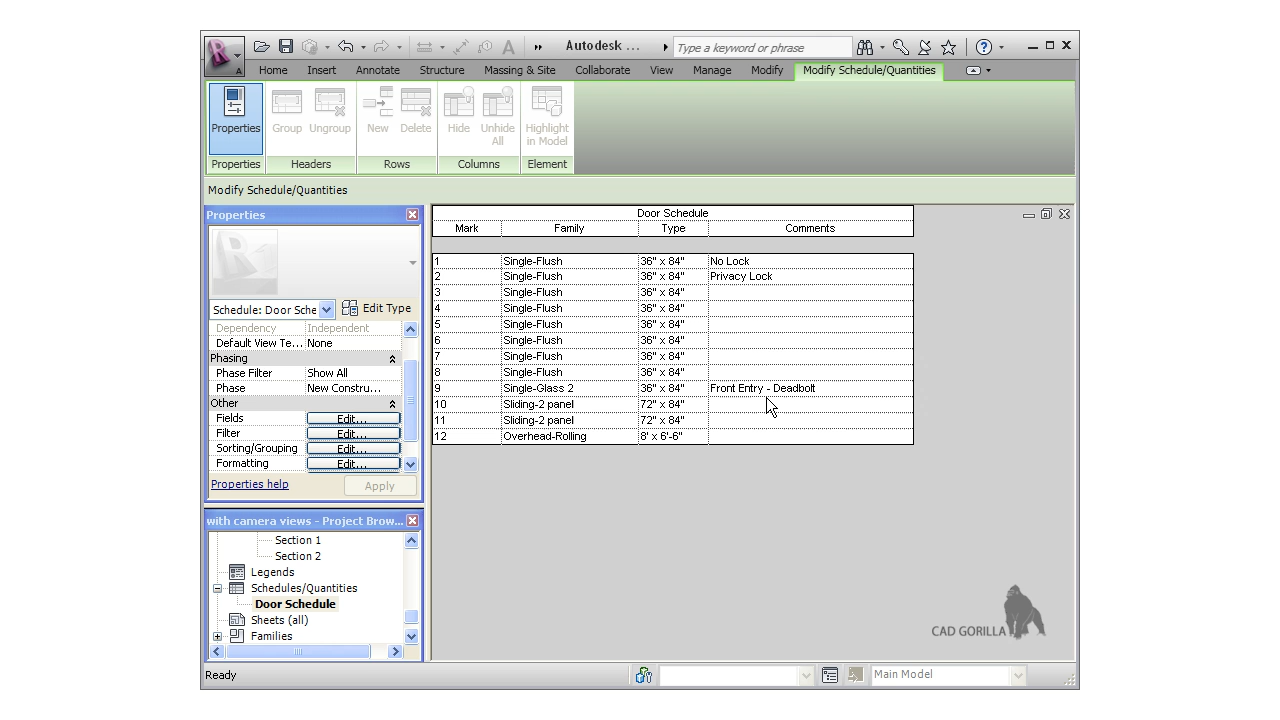 Autodesk ...
Type a keyword or phrase
Home Insert Annotate Structure Massing & Site Collaborate View Manage Modify Modify Schedule/Quantities
Properties Group Ungroup New Delete Hide Unhide All Highlight in Model
Properties Headers Rows Columns Element
Modify Schedule/Quantities
Properties
Schedule: Door Sche Edit Type
Dependency Independent
Default View Te... None
Phasing
Phase Filter Show All
Phase New Constru...
Other
Fields Edit...
Filter Edit...
Sorting/Grouping Edit...
Formatting Edit...
Properties help Apply
with camera views - Project Brow...
Section 1
Section 2
Legends
Schedules/Quantities
Door Schedule
Sheets (all)
Families
Door Schedule
Mark Family Type Comments
1 Single-Flush 36" x 84" No Lock
2 Single-Flush 36" x 84" Privacy Lock
3 Single-Flush 36" x 84"
4 Single-Flush 36" x 84"
5 Single-Flush 36" x 84"
6 Single-Flush 36" x 84"
7 Single-Flush 36" x 84"
8 Single-Flush 36" x 84"
9 Single-Glass 2 36" x 84" Front Entry - Deadbolt
10 Sliding-2 panel 72" x 84"
11 Sliding-2 panel 72" x 84"
12 Overhead-Rolling 8' x 6'-6"
CAD GORILLA
Ready
Main Model